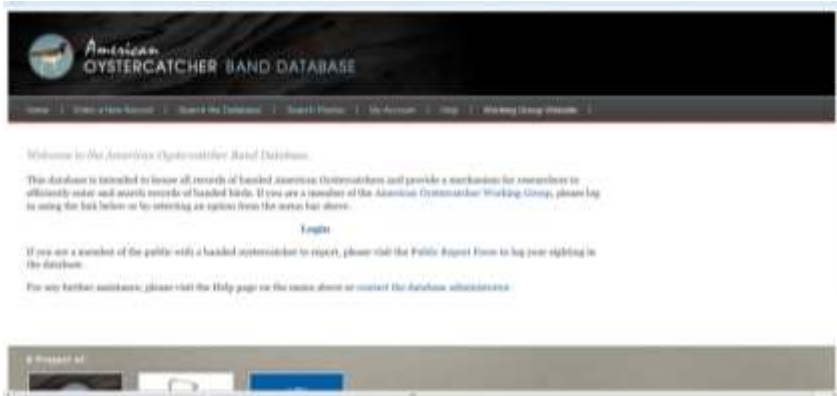 American
OYSTERCATCHER BAND DATABASE
Home | Enter a New Record | Search the Database | Search Photos | My Account | Help | Working Group Website |
Welcome to the American Oystercatcher Band Database.
This database is intended to house all records of banded American Oystercatchers and provide a mechanism for researchers to
efficiently enter and search records of banded birds. If you are a member of the American Oystercatcher Working Group, please log
in using the link below or by selecting an option from the menu bar above.
Login
If you are a member of the public with a banded oystercatcher to report, please visit the Public Report Form to log your sighting in
the database.
For any further assistance, please visit the Help page on the menu above or contact the database administrator.
A Project of: